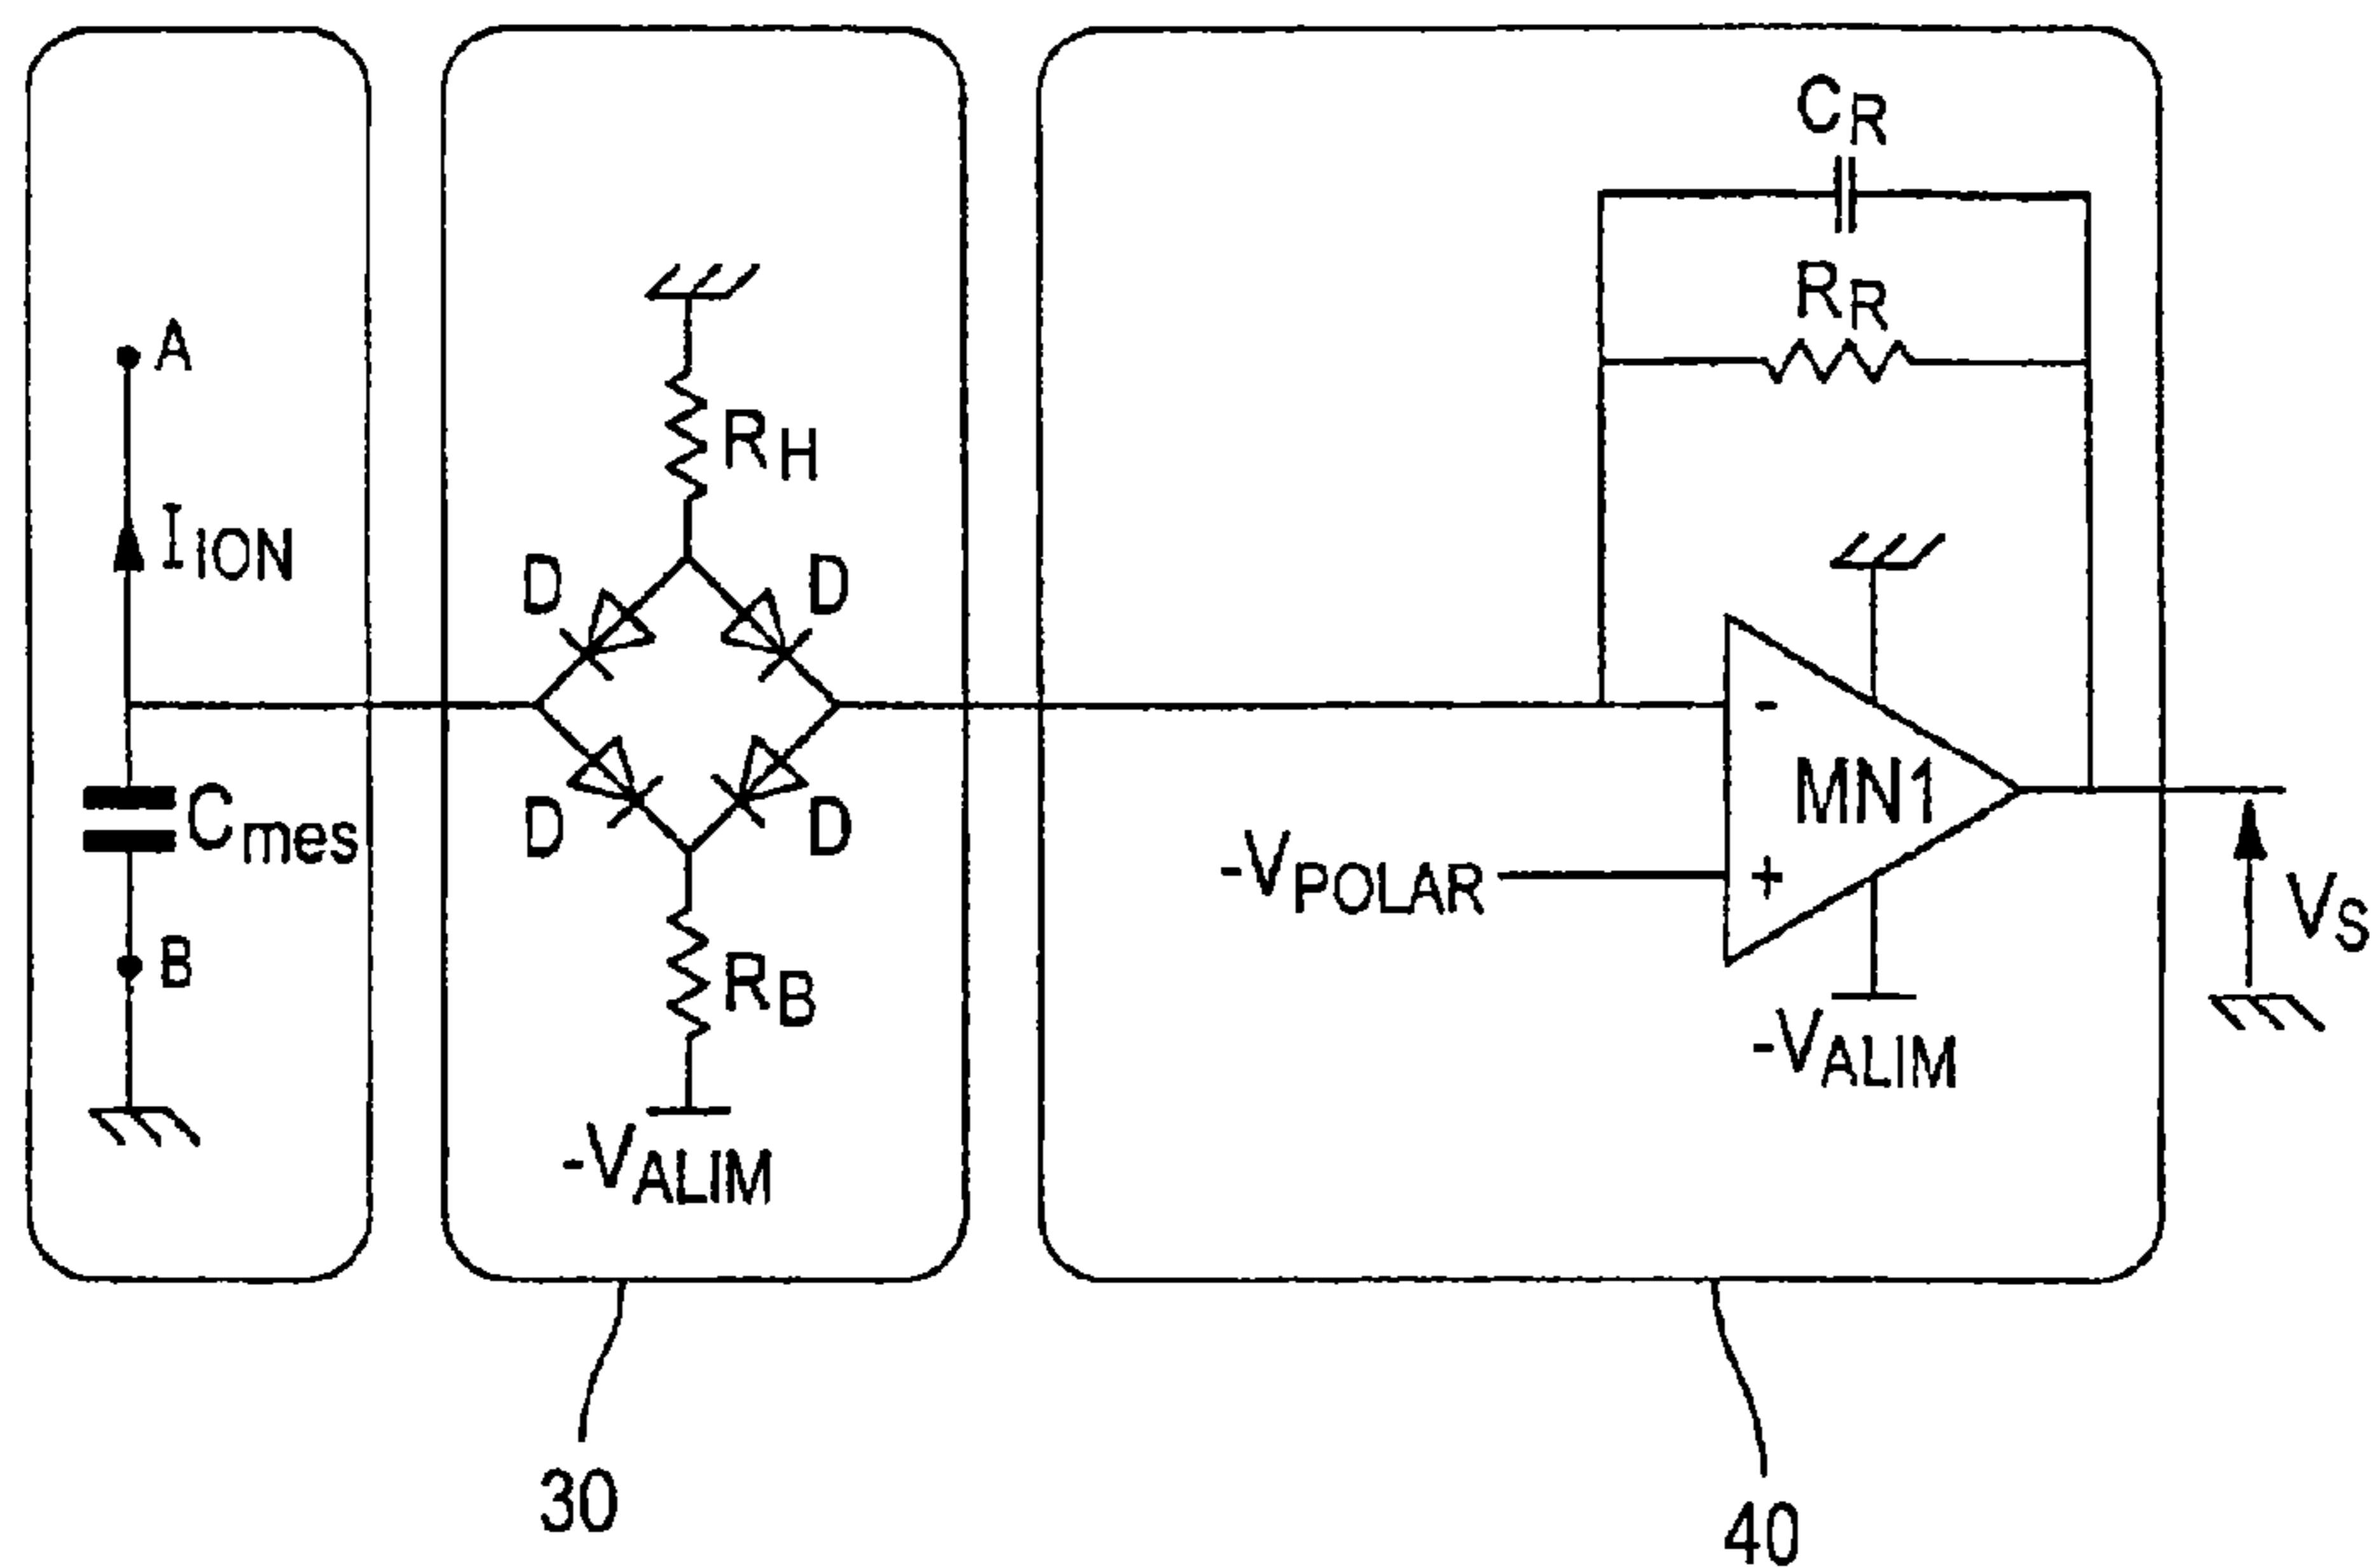 CR
RR
A
RH
IION
D
D
-
MN1
Cmes
D
D
-VPOLAR
+
VS
B
RB
-VALIM
-VALIM
30
40